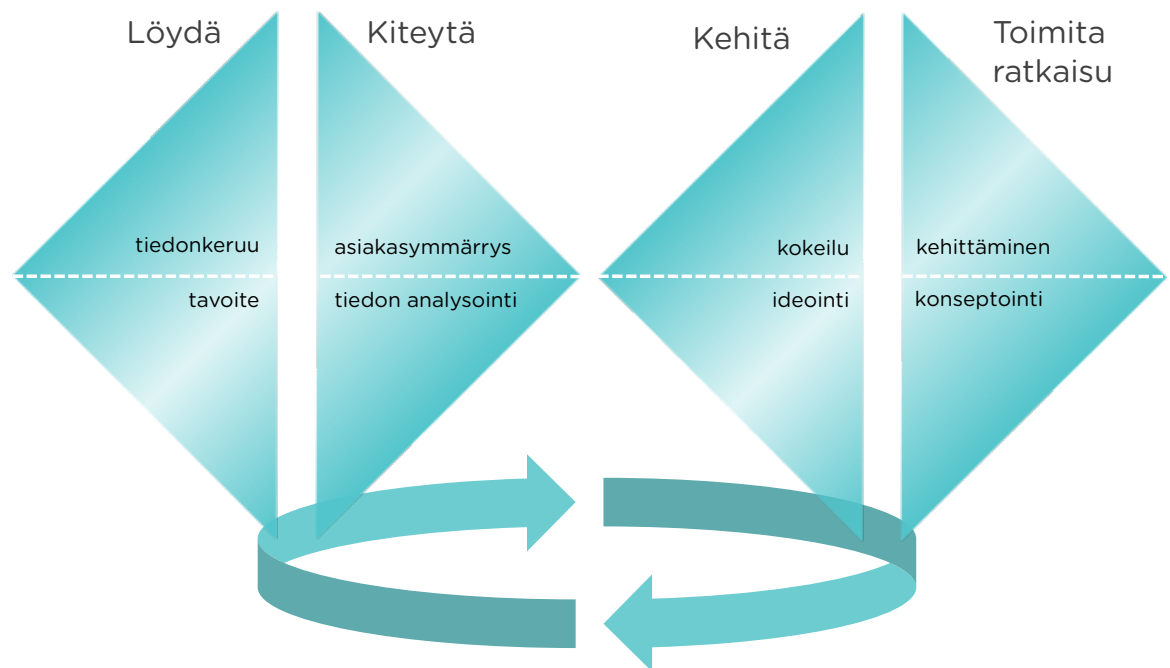 Löydä
Kiteytä
Kehitä
Toimita
ratkaisu
tiedonkeruu
tavoite
asiakasymmärrys
tiedon analysointi
kokeilu
ideointi
kehittäminen
konseptointi